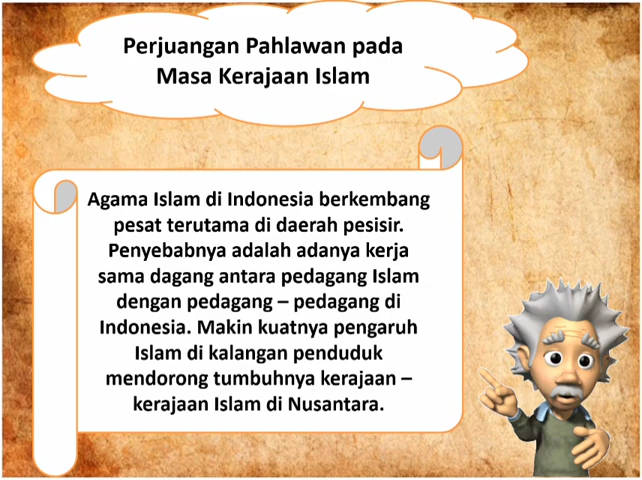 Perjuangan Pahlawan pada
Masa Kerajaan Islam
Agama Islam di Indonesia berkembang
pesat terutama di daerah pesisir.
Penyebabnya adalah adanya kerja
sama dagang antara pedagang Islam
dengan pedagang – pedagang di
Indonesia. Makin kuatnya pengaruh
Islam di kalangan penduduk
mendorong tumbuhnya kerajaan –
kerajaan Islam di Nusantara.